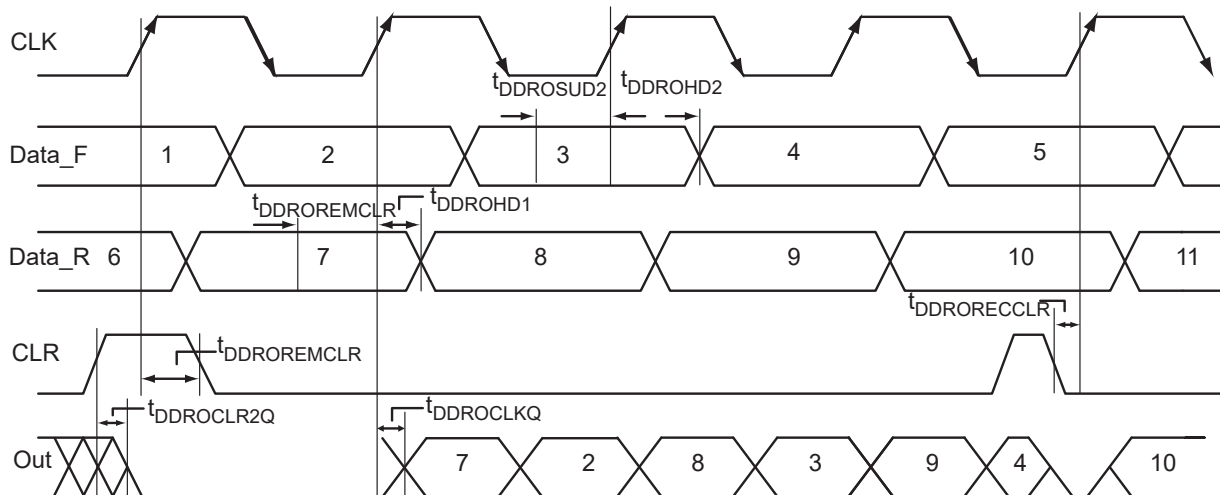 CLK
tDDROSUD2 tDDROHD2
Data_F 1 2 3 4 5
tDDROREMCLR tDDROHD1
Data_R 6 7 8 9 10 11
tDDRORECCLR
CLR
tDDROREMCLR
tDDROCLR2Q tDDROCLKQ
Out 7 2 8 3 9 4 10